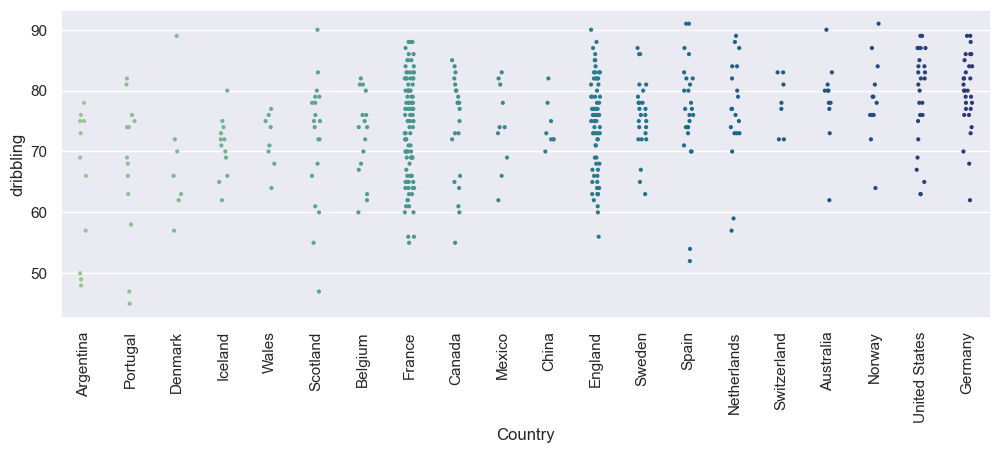 90
80
70
60
50
dribbling
Argentina
Portugal
Denmark
Iceland
Wales
Scotland
Belgium
France
Canada
Mexico
China
England
Sweden
Spain
Netherlands
Switzerland
Australia
Norway
United States
Germany
Country